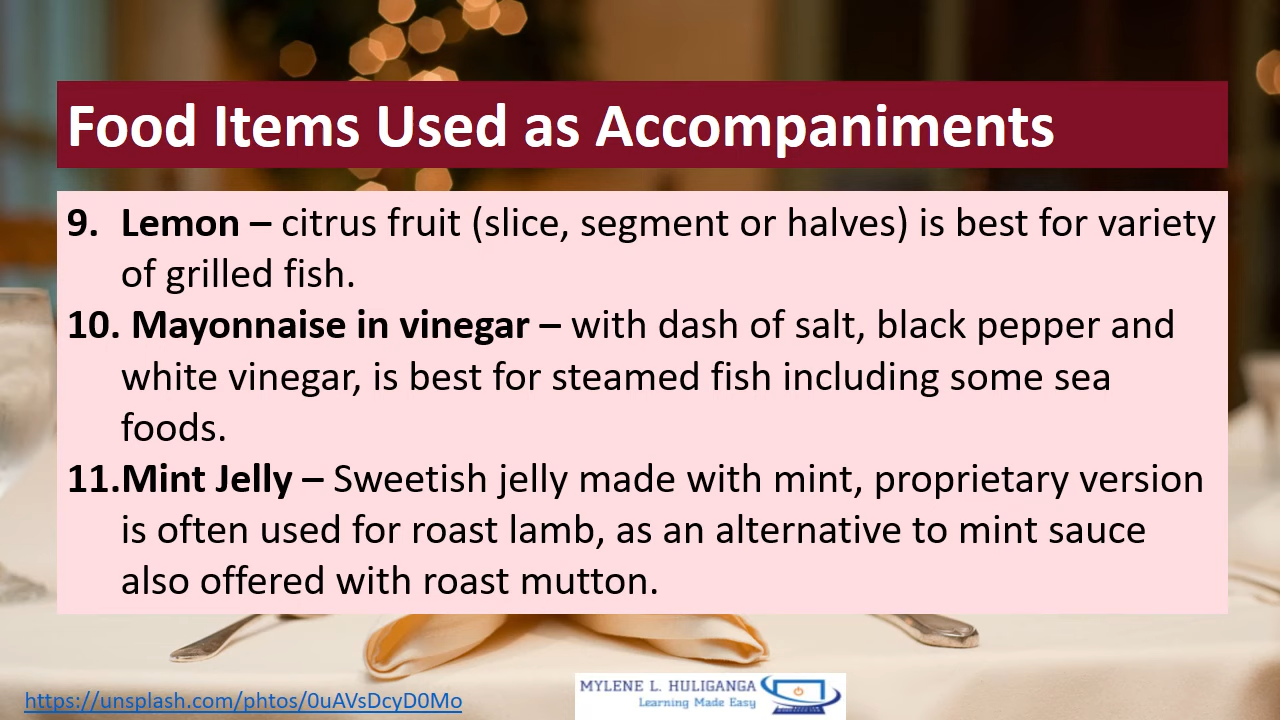 Food Items Used as Accompaniments
9. Lemon – citrus fruit (slice, segment or halves) is best for variety
of grilled fish.
10. Mayonnaise in vinegar – with dash of salt, black pepper and
white vinegar, is best for steamed fish including some sea
foods.
11.Mint Jelly – Sweetish jelly made with mint, proprietary version
is often used for roast lamb, as an alternative to mint sauce
also offered with roast mutton.
https://unsplash.com/phtos/0uAVsDcyD0Mo
MYLENE L. HULIGANGA
Learning Made Easy